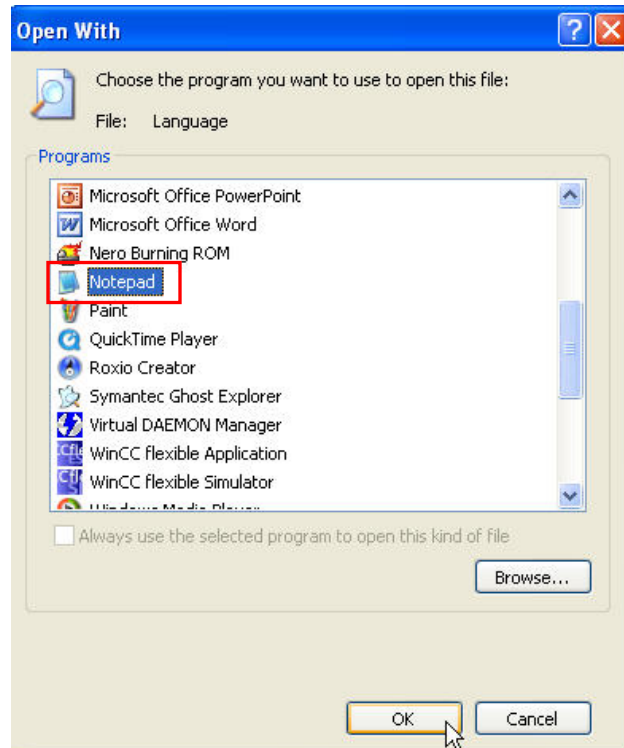 Open With
Choose the program you want to use to open this file:
File: Language
Programs
Microsoft Office PowerPoint
Microsoft Office Word
Nero Burning ROM
Notepad
Paint
QuickTime Player
Roxio Creator
Symantec Ghost Explorer
Virtual DAEMON Manager
WinCC flexible Application
WinCC flexible Simulator
Windows Media Player
Always use the selected program to open this kind of file
Browse...
OK
Cancel